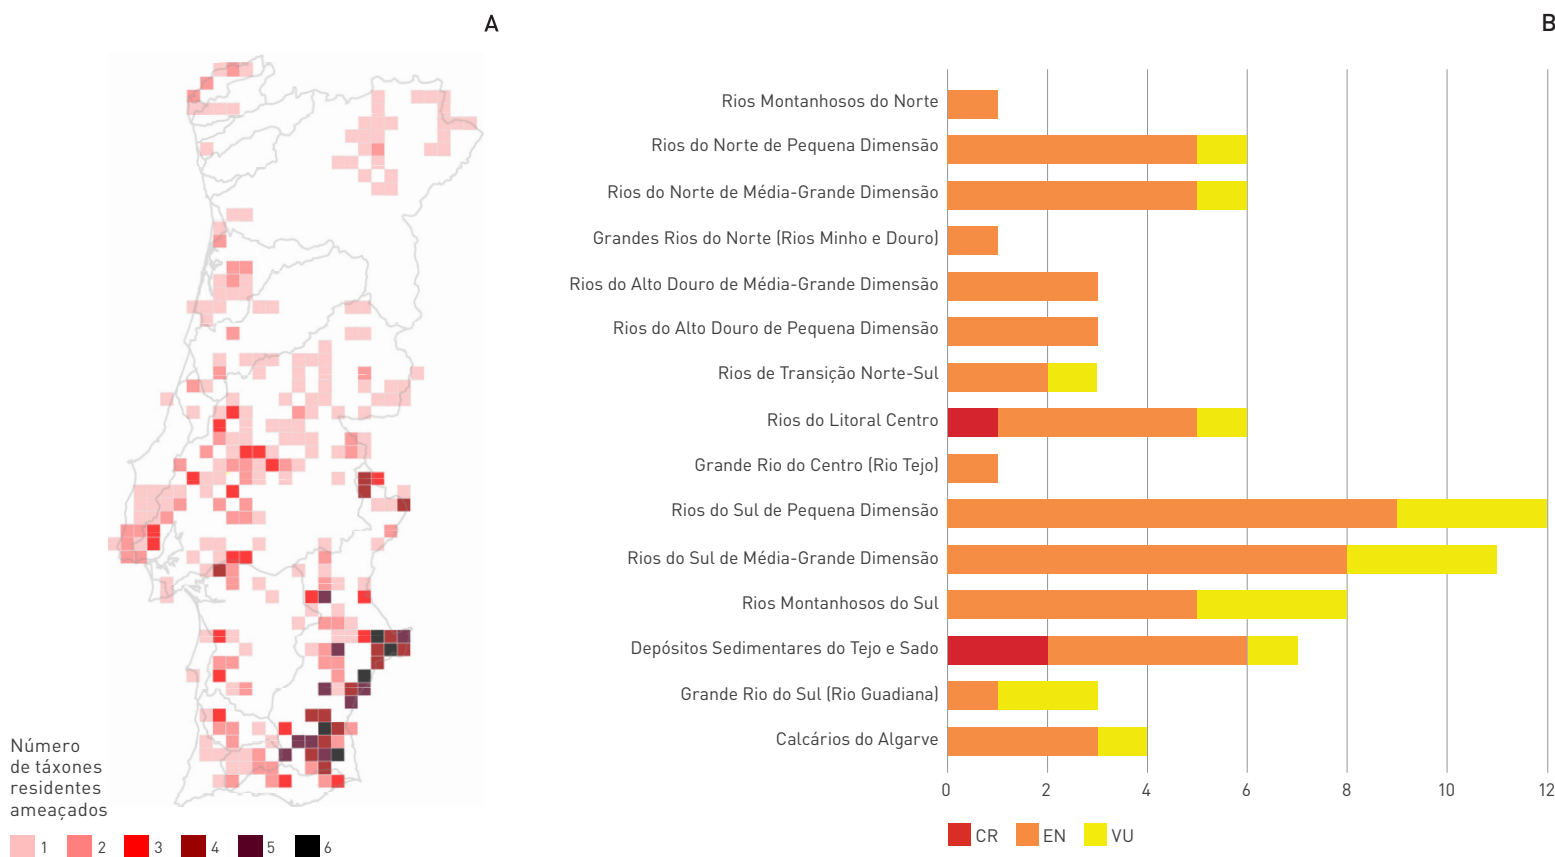 A
B
Rios Montanhosos do Norte
Rios do Norte de Pequena Dimensão
Rios do Norte de Média-Grande Dimensão
Grandes Rios do Norte (Rios Minho e Douro)
Rios do Alto Douro de Média-Grande Dimensão
Rios do Alto Douro de Pequena Dimensão
Rios de Transição Norte-Sul
Rios do Litoral Centro
Grande Rio do Centro (Rio Tejo)
Rios do Sul de Pequena Dimensão
Rios do Sul de Média-Grande Dimensão
Rios Montanhosos do Sul
Depósitos Sedimentares do Tejo e Sado
Grande Rio do Sul (Rio Guadiana)
Calcários do Algarve
0 2 4 6 8 10 12
CR EN VU
Número
de táxones
residentes
ameaçados
1 2 3 4 5 6